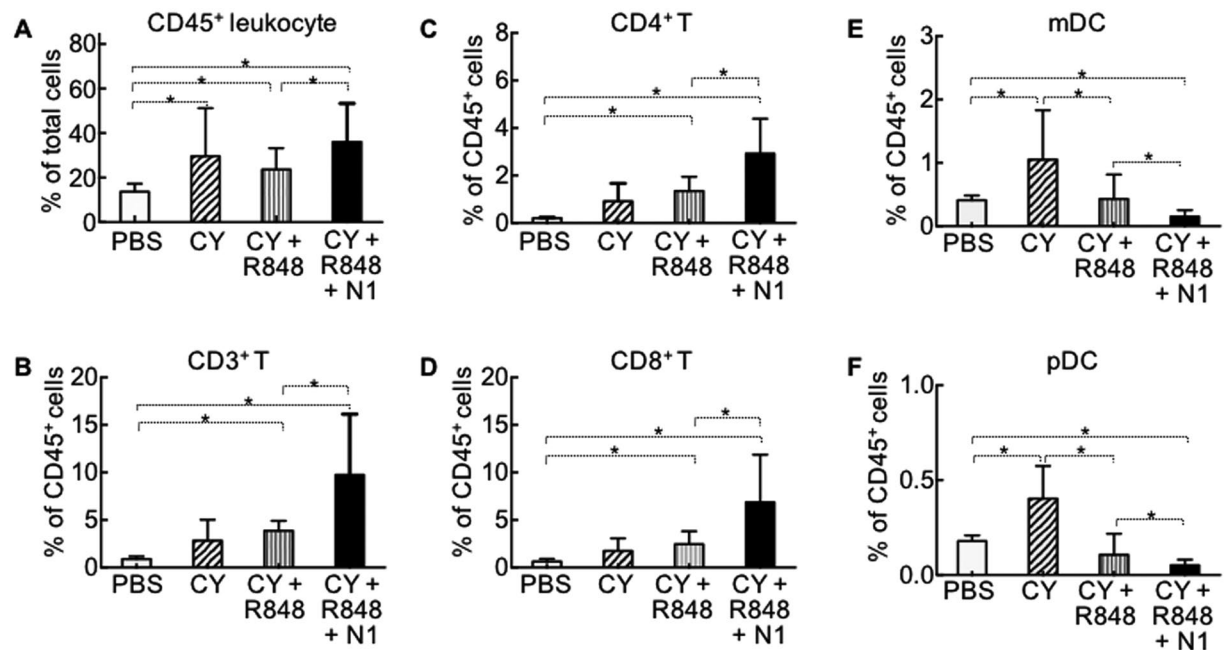 A
CD45⁺ leukocyte
% of total cells
80
60
40
20
0
*
*
*
*
PBS
CY
CY +
R848
CY +
R848
+ N1
C
CD4⁺ T
% of CD45⁺ cells
8
6
4
2
0
*
*
*
PBS
CY
CY +
R848
CY +
R848
+ N1
E
mDC
% of CD45⁺ cells
3
2
1
0
*
*
*
*
PBS
CY
CY +
R848
CY +
R848
+ N1
B
CD3⁺ T
% of CD45⁺ cells
20
15
10
5
0
*
*
*
PBS
CY
CY +
R848
CY +
R848
+ N1
D
CD8⁺ T
% of CD45⁺ cells
20
15
10
5
0
*
*
*
PBS
CY
CY +
R848
CY +
R848
+ N1
F
pDC
% of CD45⁺ cells
1.0
0.5
0.0
*
*
*
*
PBS
CY
CY +
R848
CY +
R848
+ N1